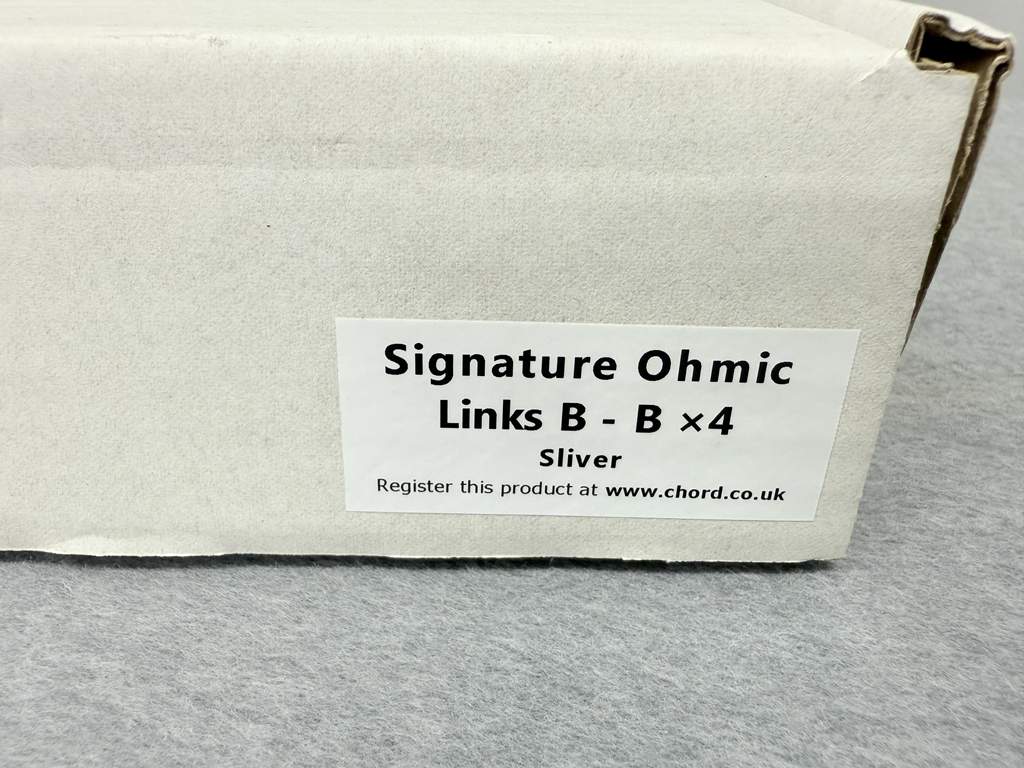 Signature Ohmic
Links B - B ×4
Sliver
Register this product at www.chord.co.uk